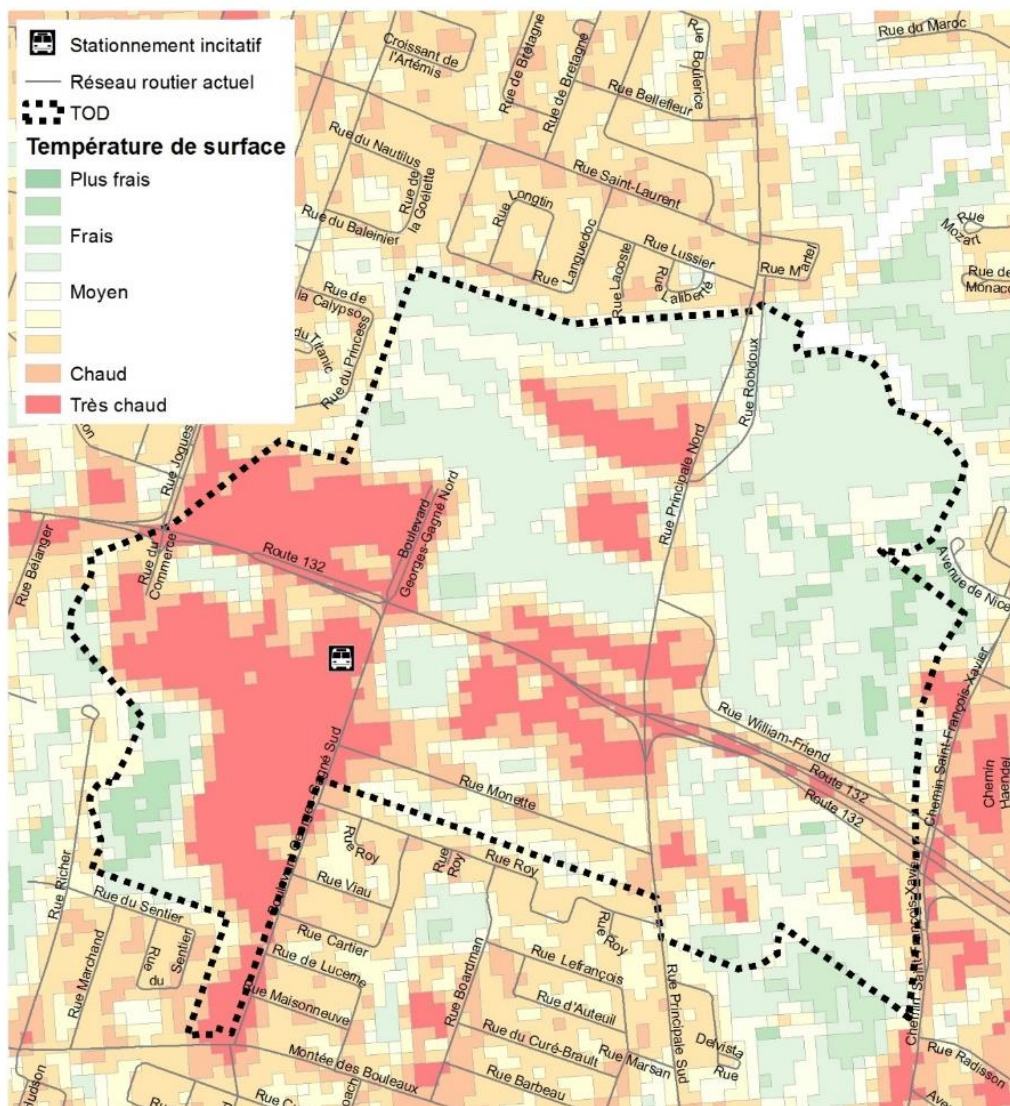 Stationnement incitatif
Réseau routier actuel
TOD
Température de surface
Plus frais
Frais
Moyen
Chaud
Très chaud
Croissant de
l'Artémis
Rue de Bretagne
Rue de Bretagne
Rue Boulerice
Rue du Maroc
Rue Bellefleur
Rue du Nautilus
Rue de
la Goélette
Rue Saint-Laurent
Rue du Baleinier
Rue Longtin
Rue Languedoc
Rue Lacoste
Rue Lussier
Rue
Laliberté
Rue Martel
Rue
Mozart
Rue de
Monaco
Rue de
la Calypso
du Titanic
Rue du Princess
Rue Robidoux
Rue Principale Nord
Rue Jogues
Rue Bélanger
Rue du
Commerce
Route 132
Boulevard
Georges-Gagné Nord
Avenue de Nice
Rue William-Friend
Route 132
Route 132
Chemin Saint-François-Xavier
Chemin
Haendel
Rue Monette
Rue Richer
Rue Roy
Rue
Roy
Rue Roy
Rue Viau
Rue Cartier
Rue
Roy
Rue du Sentier
Rue Marchand
Rue
du
Sentier
Rue de Lucerne
Rue Boardman
Rue Lefrançois
Rue Maisonneuve
Rue d'Auteuil
Rue Principale Sud
Chemin Saint-François-Xavier
Rue du Curé-Brault
Delvista
Rue
Rue Marsan
Montée des Bouleaux
Rue Barbeau
Rue Radisson
Hudson